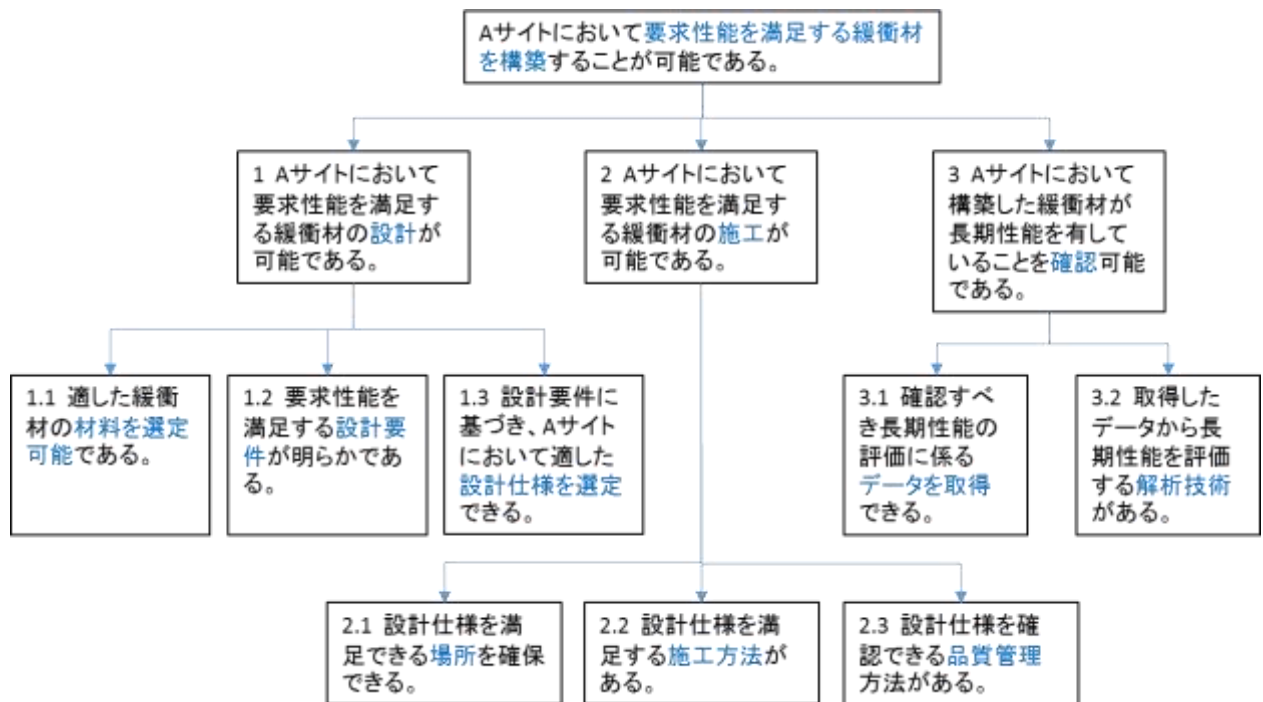 Aサイトにおいて要求性能を満足する緩衝材
を構築することが可能である。
1 Aサイトにおいて
要求性能を満足す
る緩衝材の設計が
可能である。
2 Aサイトにおいて
要求性能を満足す
る緩衝材の施工が
可能である。
3 Aサイトにおいて
構築した緩衝材が
長期性能を有して
いることを確認可能
である。
1.1 適した緩衝
材の材料を選定
可能である。
1.2 要求性能を
満足する設計要
件が明らかであ
る。
1.3 設計要件に
基づき、Aサイト
において適した
設計仕様を選定
できる。
3.1 確認すべ
き長期性能の
評価に係る
データを取得
できる。
3.2 取得した
データから長
期性能を評価
する解析技術
がある。
2.1 設計仕様を満
足できる場所を確保
できる。
2.2 設計仕様を満
足する施工方法が
ある。
2.3 設計仕様を確
認できる品質管理
方法がある。